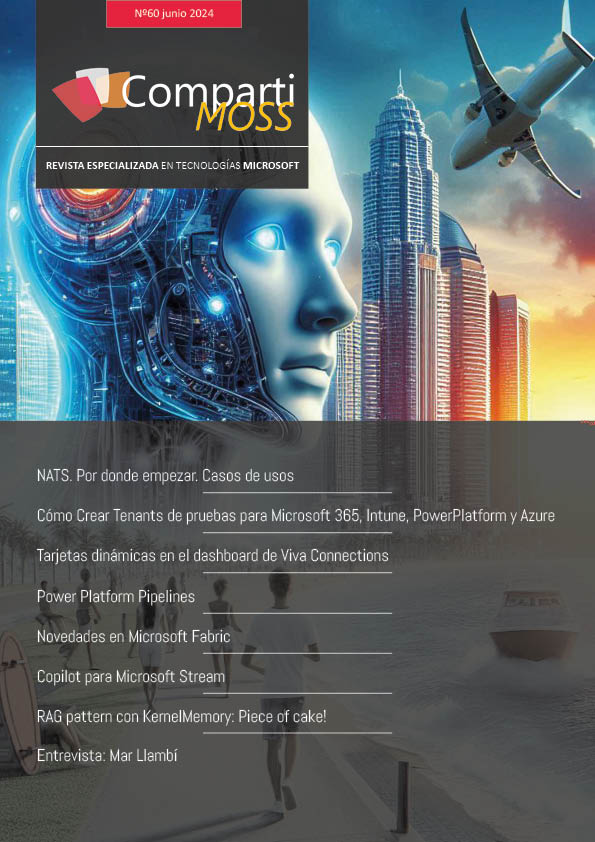 Nº60 junio 2024
Comparti
MOSS
REVISTA ESPECIALIZADA EN TECNOLOGÍAS MICROSOFT
NATS. Por donde empezar. Casos de usos
Cómo Crear Tenants de pruebas para Microsoft 365, Intune, PowerPlatform y Azure
Tarjetas dinámicas en el dashboard de Viva Connections
Power Platform Pipelines
Novedades en Microsoft Fabric
Copilot para Microsoft Stream
RAG pattern con KernelMemory: Piece of cake!
Entrevista: Mar Llambí